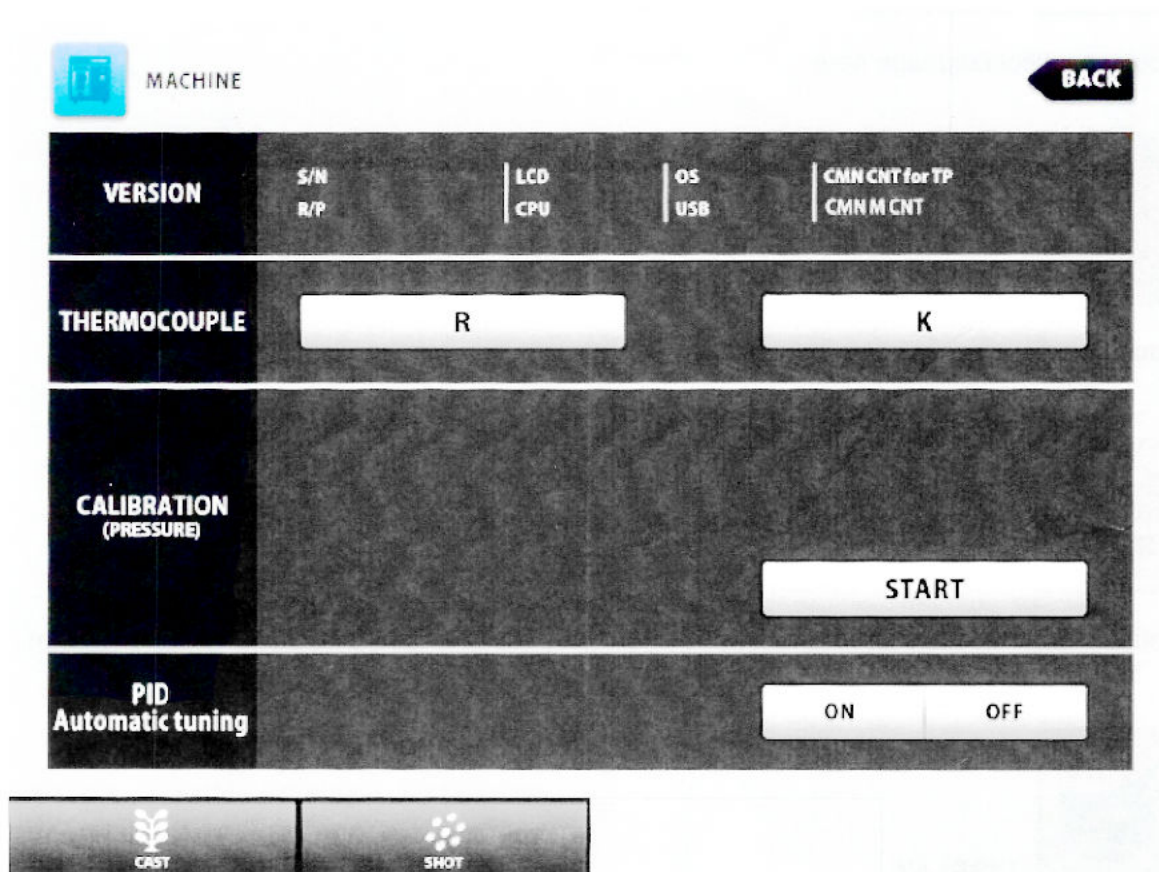 MACHINE
BACK
VERSION
S/N
LCD
OS
CMN CNT for TP
R/P
CPU
USB
CMN M CNT
THERMOCOUPLE
R
K
CALIBRATION
(PRESSURE)
START
PID
Automatic tuning
ON
OFF
CAST
SHOT